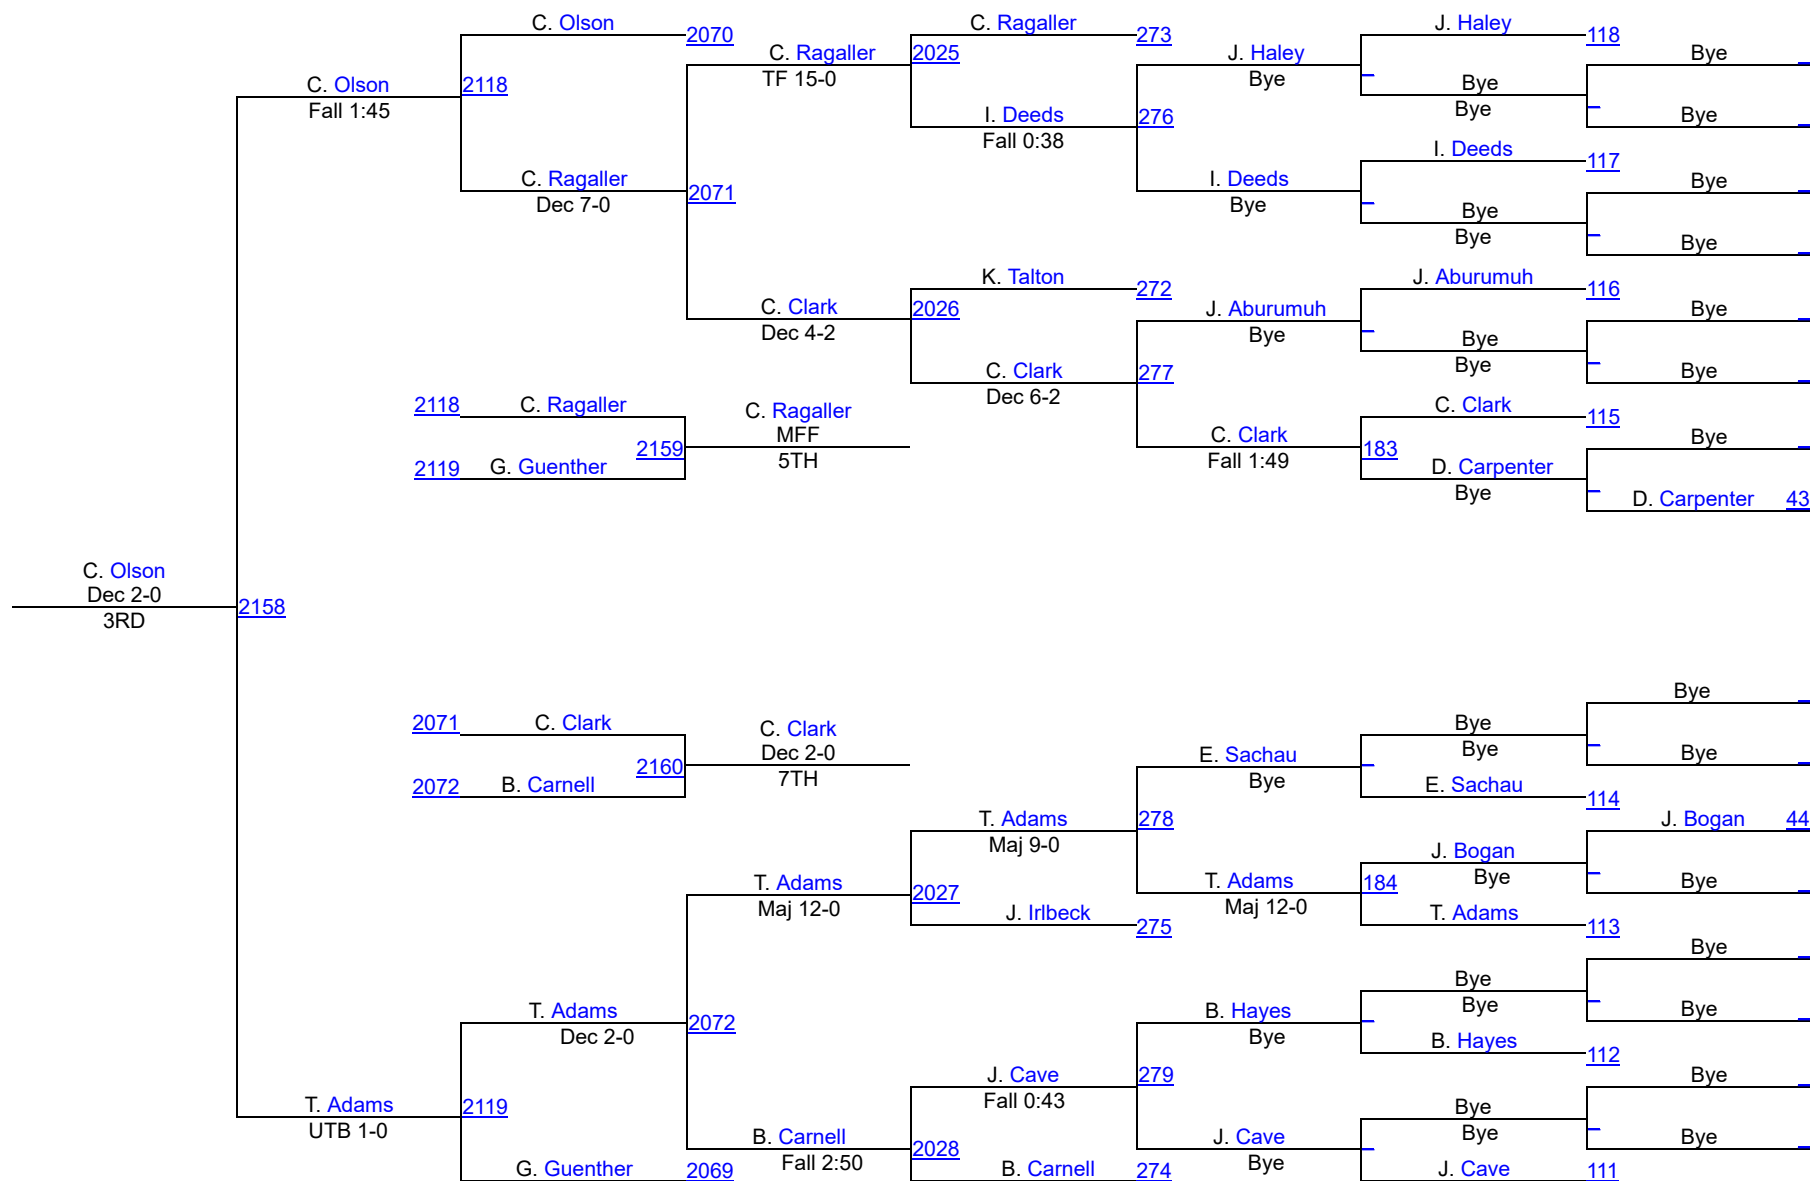 C. Olson
2070
C. Ragaller
273
J. Haley
118
C. Ragaller
TF 15-0
2025
J. Haley
Bye
Bye
C. Olson
Fall 1:45
2118
Bye
Bye
I. Deeds
Fall 0:38
276
Bye
I. Deeds
117
C. Ragaller
Dec 7-0
2071
I. Deeds
Bye
Bye
Bye
Bye
Bye
K. Talton
272
J. Aburumuh
116
C. Clark
Dec 4-2
2026
J. Aburumuh
Bye
Bye
Bye
Bye
C. Clark
Dec 6-2
277
Bye
2118
C. Ragaller
C. Ragaller
MFF
5TH
C. Clark
115
2159
C. Clark
Fall 1:49
183
Bye
2119
G. Guenther
D. Carpenter
Bye
D. Carpenter
43
C. Olson
Dec 2-0
3RD
2158
Bye
2071
C. Clark
C. Clark
Dec 2-0
7TH
Bye
Bye
2160
E. Sachau
Bye
Bye
2072
B. Carnell
E. Sachau
114
T. Adams
Maj 9-0
278
J. Bogan
44
J. Bogan
Bye
T. Adams
Maj 12-0
2027
T. Adams
Maj 12-0
184
Bye
J. Irlbeck
275
T. Adams
113
Bye
Bye
Bye
T. Adams
Dec 2-0
2072
B. Hayes
Bye
Bye
B. Hayes
112
J. Cave
Fall 0:43
279
Bye
T. Adams
UTB 1-0
2119
Bye
Bye
B. Carnell
Fall 2:50
2028
J. Cave
Bye
Bye
G. Guenther
2069
B. Carnell
274
J. Cave
111